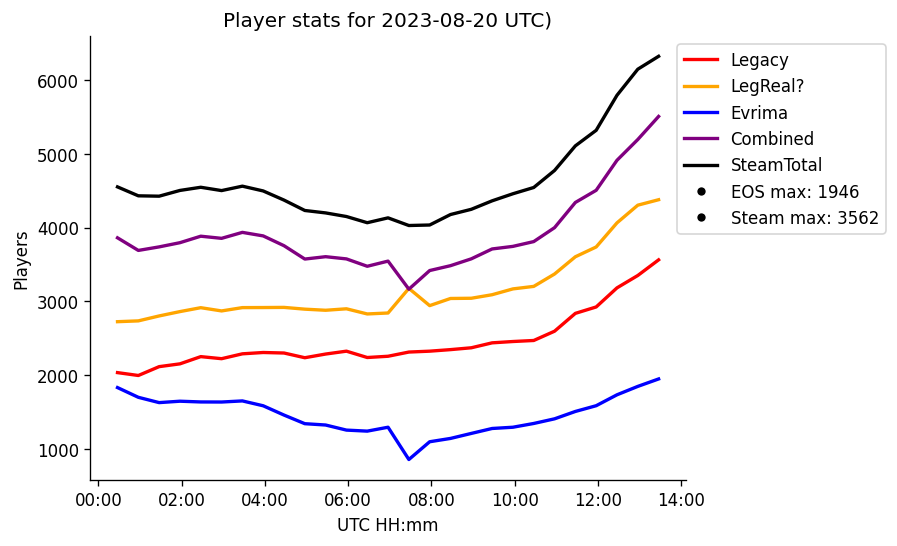 Player stats for 2023-08-20 UTC)
Legacy
LegReal?
Evrima
Combined
SteamTotal
EOS max: 1946
Steam max: 3562
6000
5000
4000
3000
2000
1000
Players
00:00 02:00 04:00 06:00 08:00 10:00 12:00 14:00
UTC HH:mm